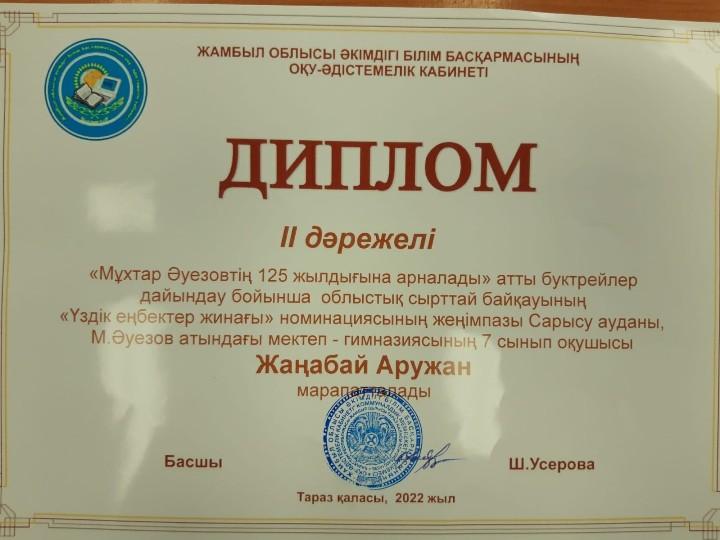 ЖАМБЫЛ ОБЛЫСЫ ӘКІМДІГІ БІЛІМ БАСҚАРМАСЫНЫҢ
ОҚУ-ӘДІСТЕМЕЛІК КАБИНЕТІ
ДИПЛОМ
II дәрежелі
«Мұхтар Әуезовтің 125 жылдығына арналады» атты буктрейлер
дайындау бойынша облыстық сырттай байқауының
«Үздік еңбектер жинағы» номинациясының жеңімпазы Сарысу ауданы,
М.Әуезов атындағы мектеп - гимназиясының 7 сынып оқушысы
Жаңабай Аружан
марапатталады
Басшы
Ш.Усерова
Тараз қаласы, 2022 жыл